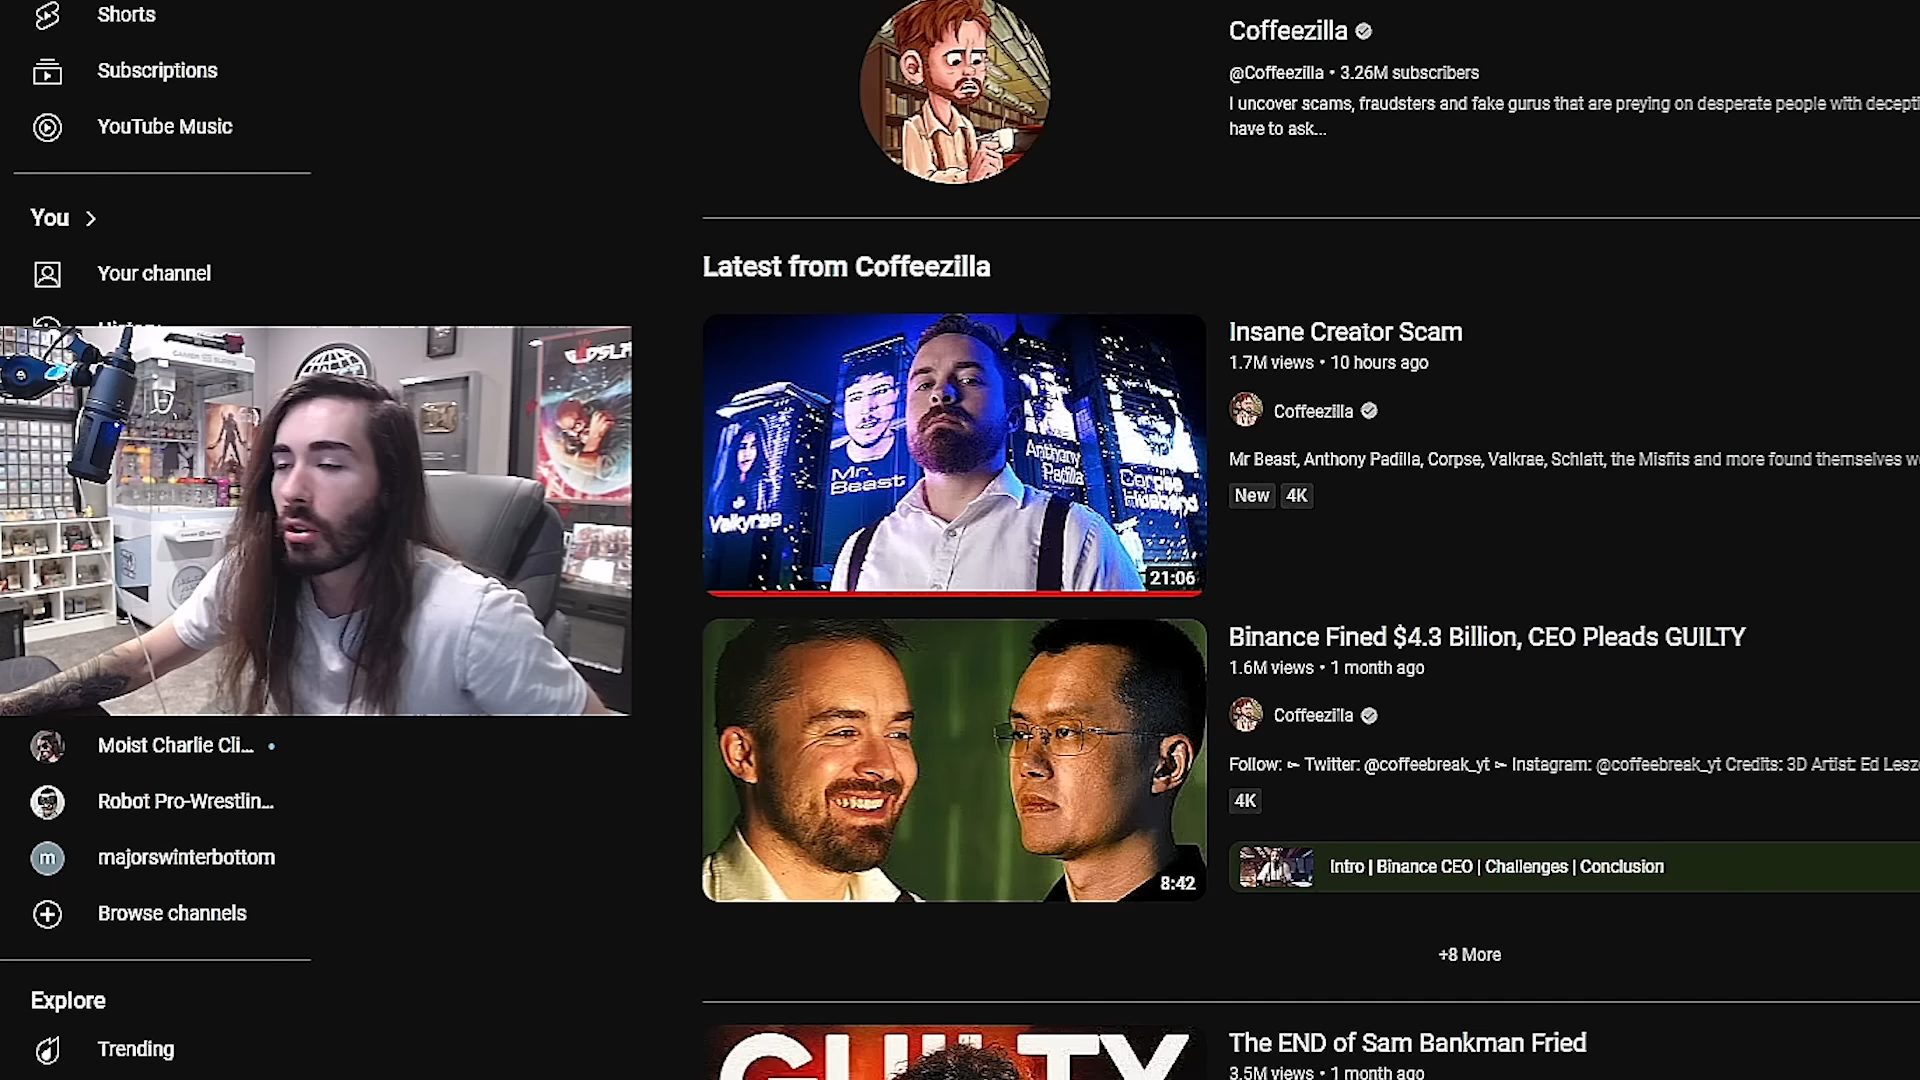 Shorts
Subscriptions
YouTube Music
You
Your channel
Moist Charlie Cli...
Robot Pro-Wrestlin...
majorswinterbottom
Browse channels
Explore
Trending
Coffeezilla
@Coffeezilla • 3.26M subscribers
I uncover scams, fraudsters and fake gurus that are preying on desperate people with decepti
have to ask...
Latest from Coffeezilla
Valkyrae
Mr.
Beast
Anthony
Padilla
Corpse
Husband
21:06
Insane Creator Scam
1.7M views • 10 hours ago
Coffeezilla
Mr Beast, Anthony Padilla, Corpse, Valkrae, Schlatt, the Misfits and more found themselves w
New
4K
8:42
Binance Fined $4.3 Billion, CEO Pleads GUILTY
1.6M views • 1 month ago
Coffeezilla
Follow: Twitter: @coffeebreak_yt Instagram: @coffeebreak_yt Credits: 3D Artist: Ed Lesz
4K
Intro | Binance CEO | Challenges | Conclusion
+8 More
GUILTY
The END of Sam Bankman Fried
3.5M views • 1 month ago